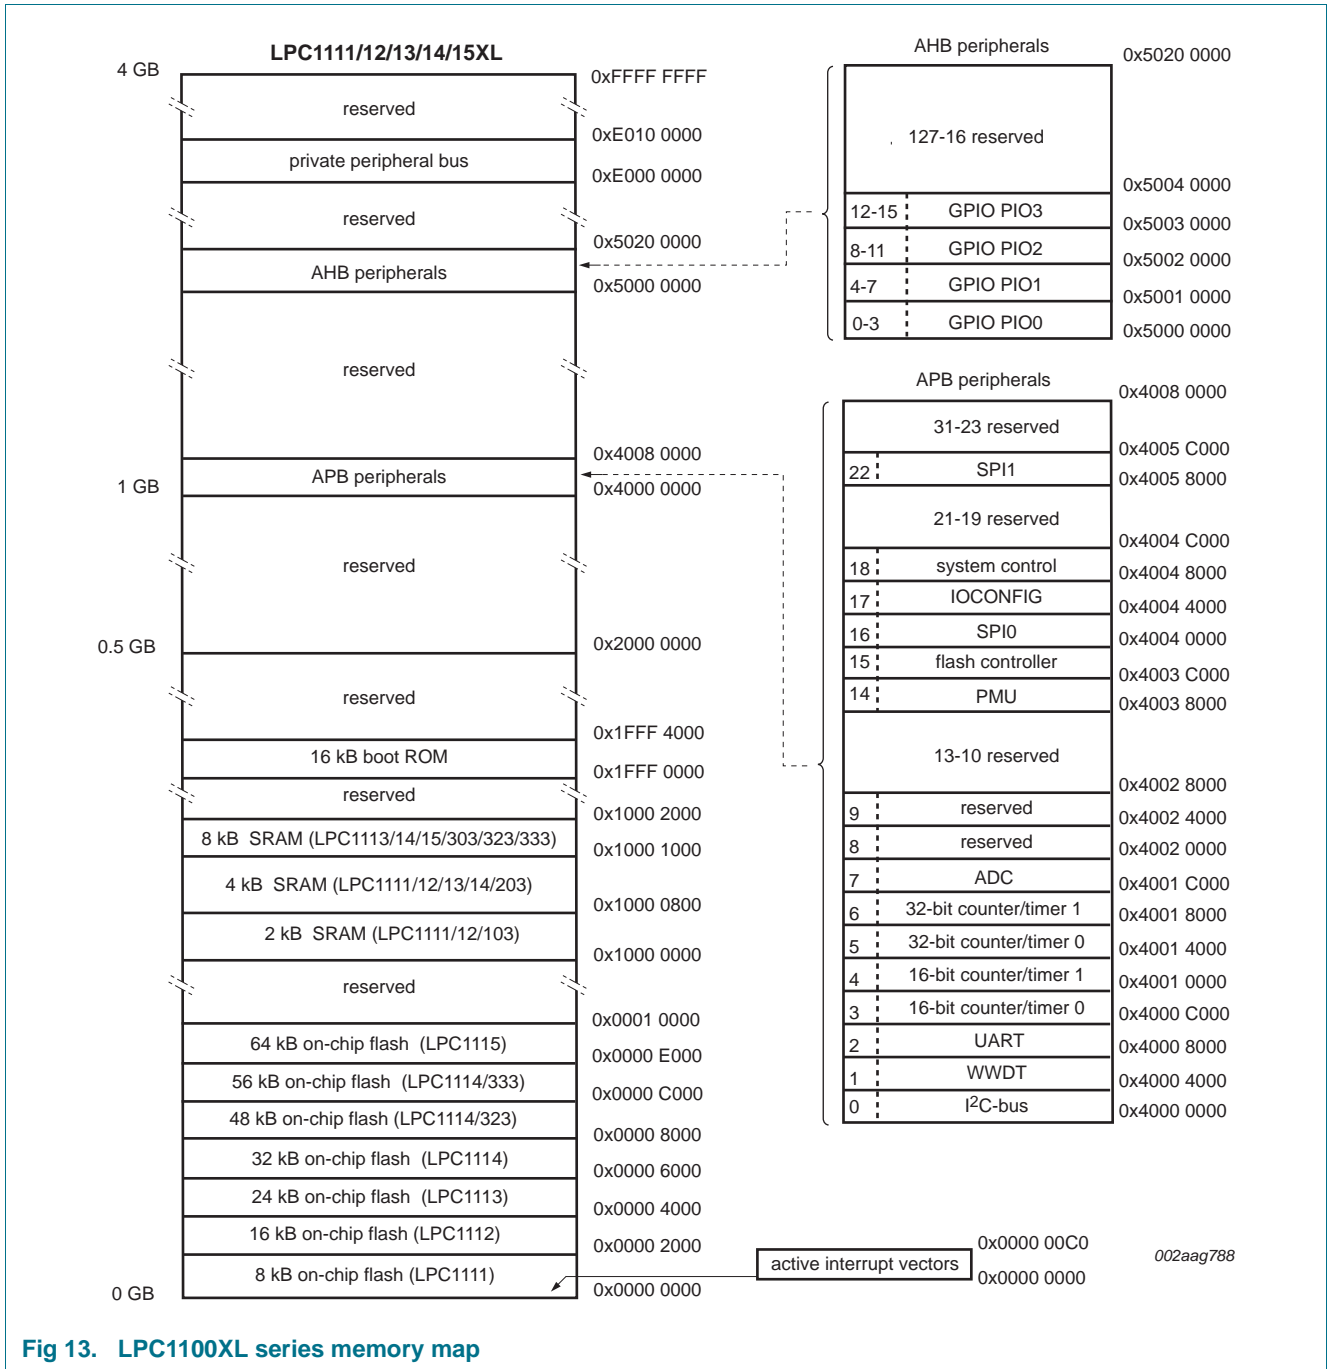 LPC1111/12/13/14/15XL
4 GB
0xFFFF FFFF
reserved
0xE010 0000
private peripheral bus
0xE000 0000
reserved
0x5020 0000
AHB peripherals
0x5000 0000
reserved
0x4008 0000
APB peripherals
1 GB
0x4000 0000
reserved
0.5 GB
0x2000 0000
reserved
0x1FFF 4000
16 kB boot ROM
0x1FFF 0000
reserved
0x1000 2000
8 kB SRAM (LPC1113/14/15/303/323/333)
0x1000 1000
4 kB SRAM (LPC1111/12/13/14/203)
0x1000 0800
2 kB SRAM (LPC1111/12/103)
0x1000 0000
reserved
0x0001 0000
64 kB on-chip flash (LPC1115)
0x0000 E000
56 kB on-chip flash (LPC1114/333)
0x0000 C000
48 kB on-chip flash (LPC1114/323)
0x0000 8000
32 kB on-chip flash (LPC1114)
0x0000 6000
24 kB on-chip flash (LPC1113)
0x0000 4000
16 kB on-chip flash (LPC1112)
0x0000 2000
8 kB on-chip flash (LPC1111)
0x0000 0000
0 GB
AHB peripherals
0x5020 0000
127-16 reserved
0x5004 0000
12-15 GPIO PIO3
0x5003 0000
8-11 GPIO PIO2
0x5002 0000
4-7 GPIO PIO1
0x5001 0000
0-3 GPIO PIO0
0x5000 0000
APB peripherals
0x4008 0000
31-23 reserved
0x4005 C000
22 SPI1
0x4005 8000
21-19 reserved
0x4004 C000
18 system control
0x4004 8000
17 IOCONFIG
0x4004 4000
16 SPI0
0x4004 0000
15 flash controller
0x4003 C000
14 PMU
0x4003 8000
13-10 reserved
0x4002 8000
9 reserved
0x4002 4000
8 reserved
0x4002 0000
7 ADC
0x4001 C000
6 32-bit counter/timer 1
0x4001 8000
5 32-bit counter/timer 0
0x4001 4000
4 16-bit counter/timer 1
0x4001 0000
3 16-bit counter/timer 0
0x4000 C000
2 UART
0x4000 8000
1 WWDT
0x4000 4000
0 I2C-bus
0x4000 0000
0x0000 00C0
active interrupt vectors
0x0000 0000
002aag788
Fig 13. LPC1100XL series memory map